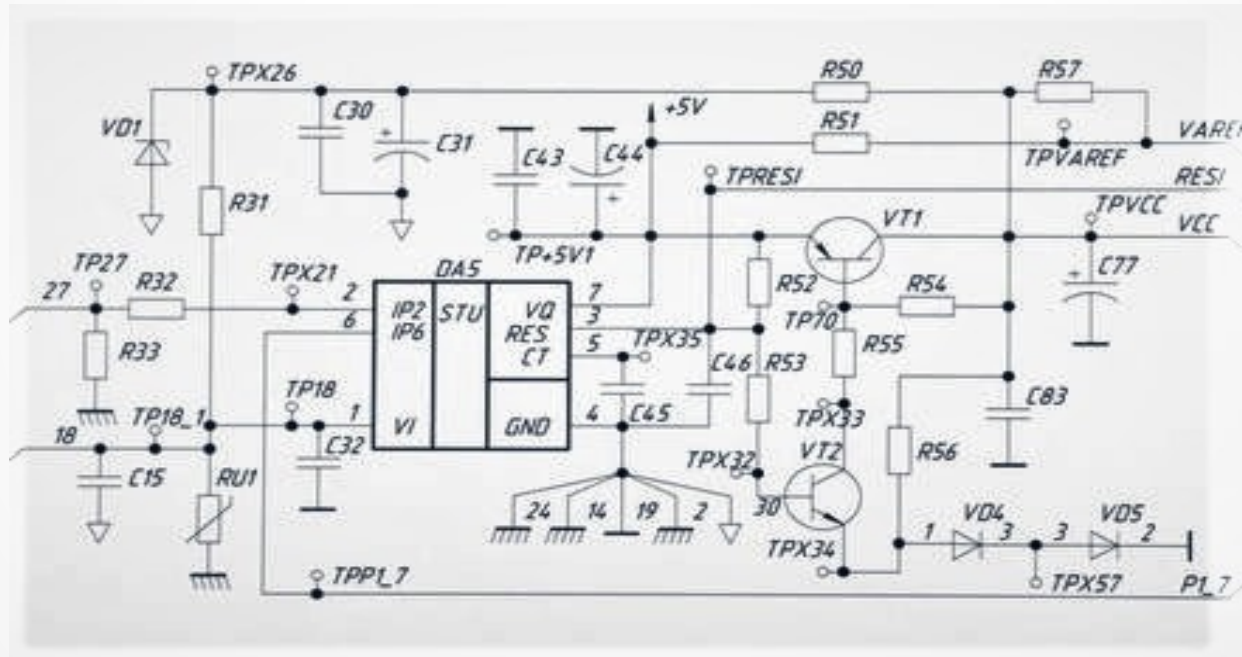 TPX26
R50
R57
C30
+5V
VD1
C31
R51
VAREF
C43
C44
TPVAREF
TPRESI
RESI
R31
VT1
TPVCC
VCC
TP+5V1
C77
TP27
DA5
R52
27
R32
TPX21
2
IP2
STU
VQ
7
R54
6
IP6
RES
3
TP70
R33
CT
5
TPX35
R55
C46
R53
TP18_1
TP18
C83
18
1
VI
GND
4
C45
TPX33
C32
R56
C15
RU1
TPX32
VT2
24
14
19
2
30
VD4
VD5
1
3
3
2
TPX34
TPP1_7
TPX57
P1_7